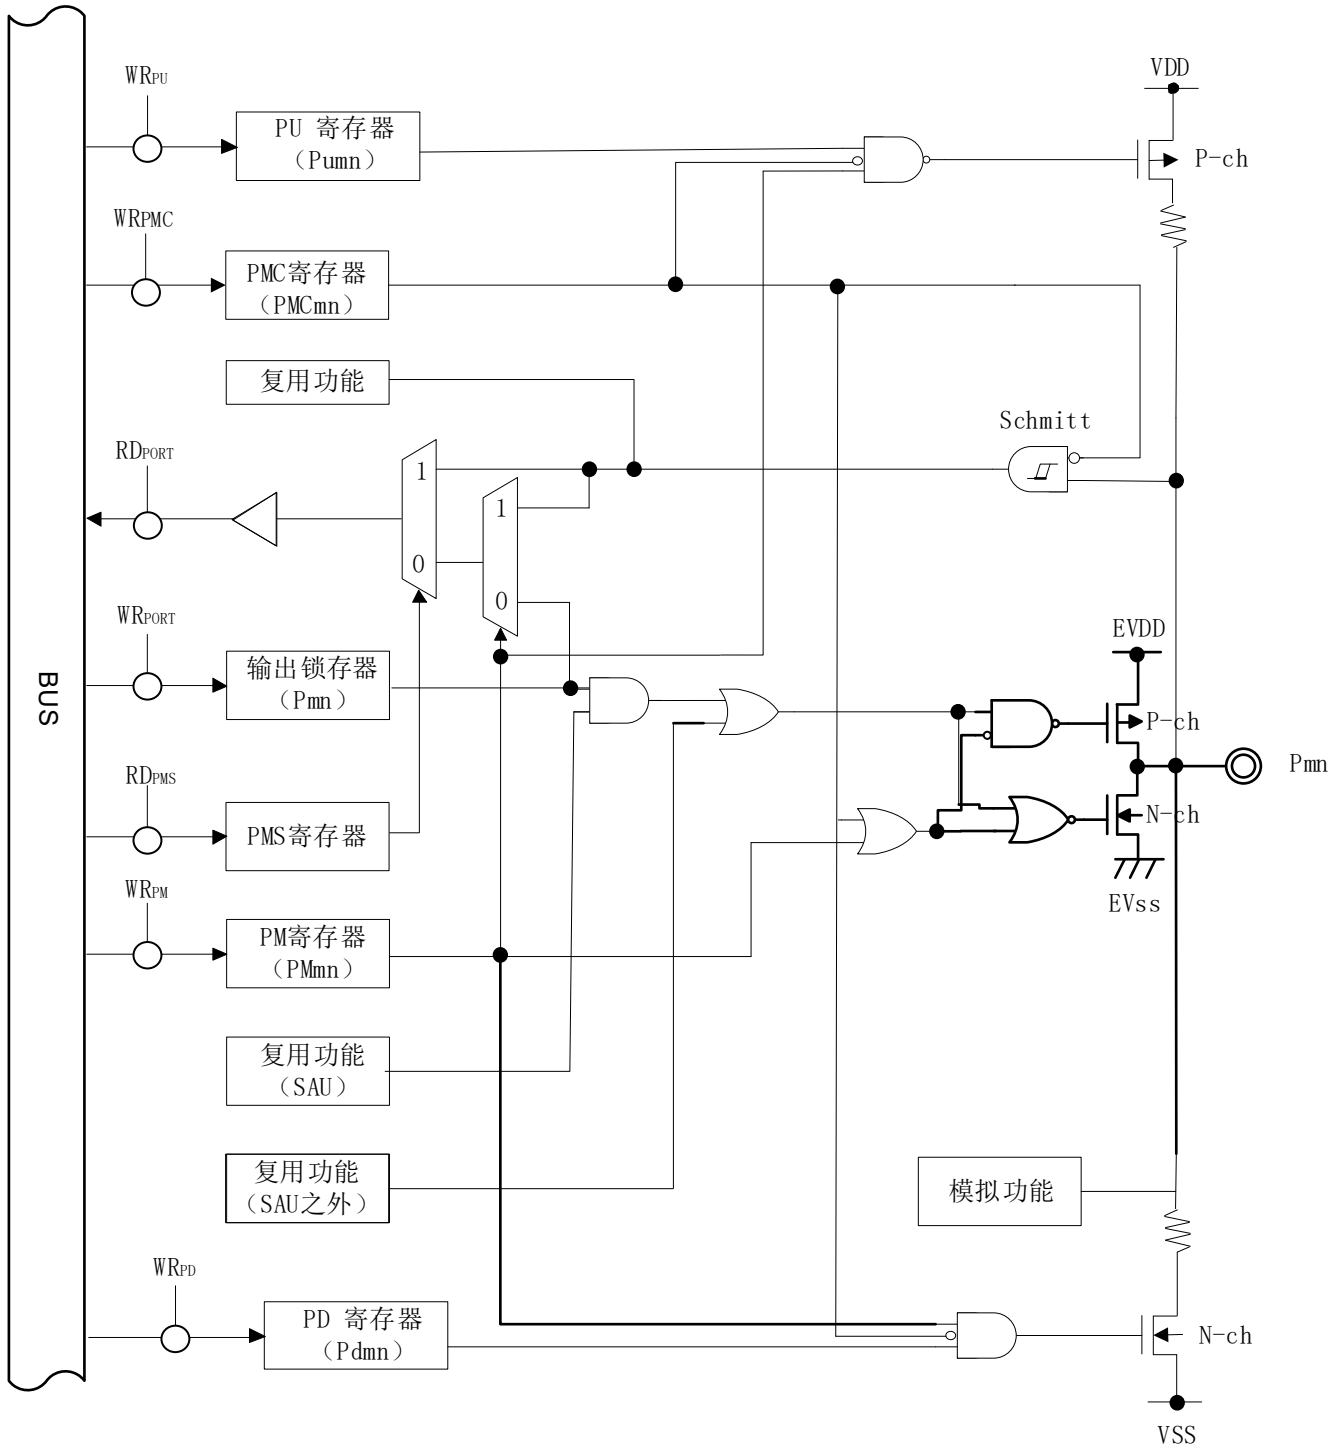 WRPU
VDD
PU 寄存器
（Pumn）
P-ch
WRPMC
PMC寄存器
（PMCmn）
复用功能
Schmitt
RDPORT
1
1
0
0
WRPORT
EVDD
输出锁存器
（Pmn）
BUS
P-ch
Pmn
RDPMS
PMS寄存器
N-ch
WRPM
EVss
PM寄存器
（PMmn）
复用功能
（SAU）
复用功能
（SAU之外）
模拟功能
WRPD
PD 寄存器
（Pdmn）
N-ch
VSS